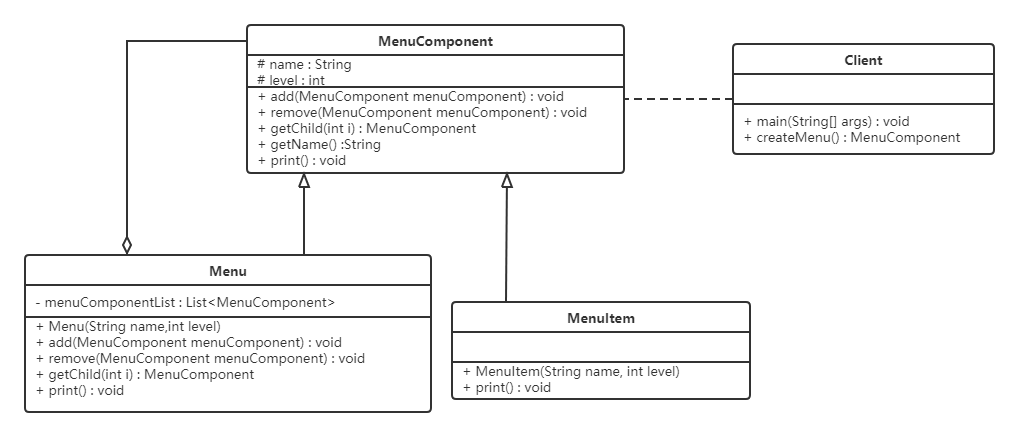 MenuComponent
# name : String
# level : int
+ add(MenuComponent menuComponent) : void
+ remove(MenuComponent menuComponent) : void
+ getChild(int i) : MenuComponent
+ getName() :String
+ print() : void
Client
+ main(String[] args) : void
+ createMenu() : MenuComponent
Menu
- menuComponentList : List<MenuComponent>
+ Menu(String name,int level)
+ add(MenuComponent menuComponent) : void
+ remove(MenuComponent menuComponent) : void
+ getChild(int i) : MenuComponent
+ print() : void
MenuItem
+ MenuItem(String name, int level)
+ print() : void